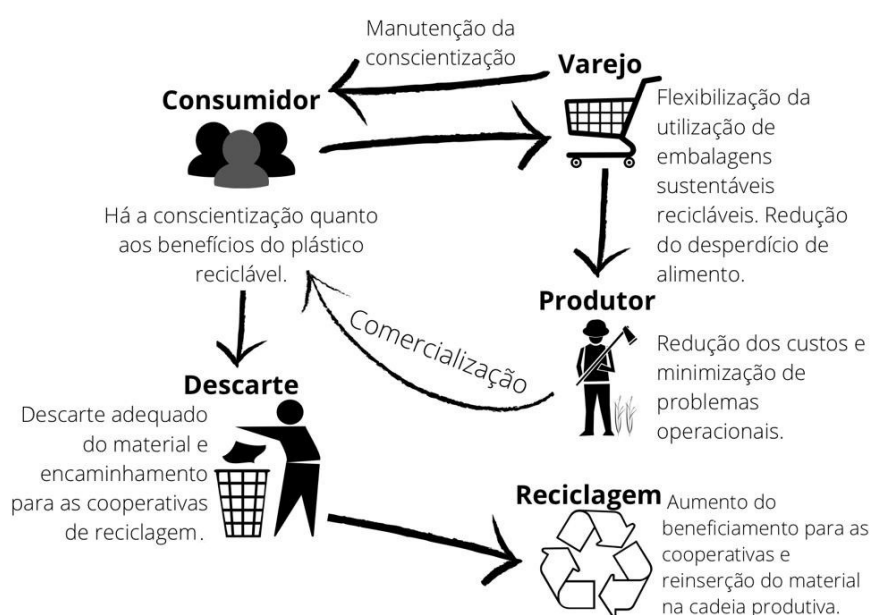 Manutenção da
conscientização
Varejo
Consumidor
Flexibilização da
utilização de
embalagens
sustentáveis
recicláveis. Redução
do desperdício de
alimento.
Há a conscientização quanto
aos benefícios do plástico
reciclável.
Produtor
Comercialização
Redução dos custos e
minimização de
problemas
operacionais.
Descarte
Descarte adequado
do material e
encaminhamento
para as cooperativas
de reciclagem.
Reciclagem
Aumento do
beneficiamento para as
cooperativas e
reinserção do material
na cadeia produtiva.